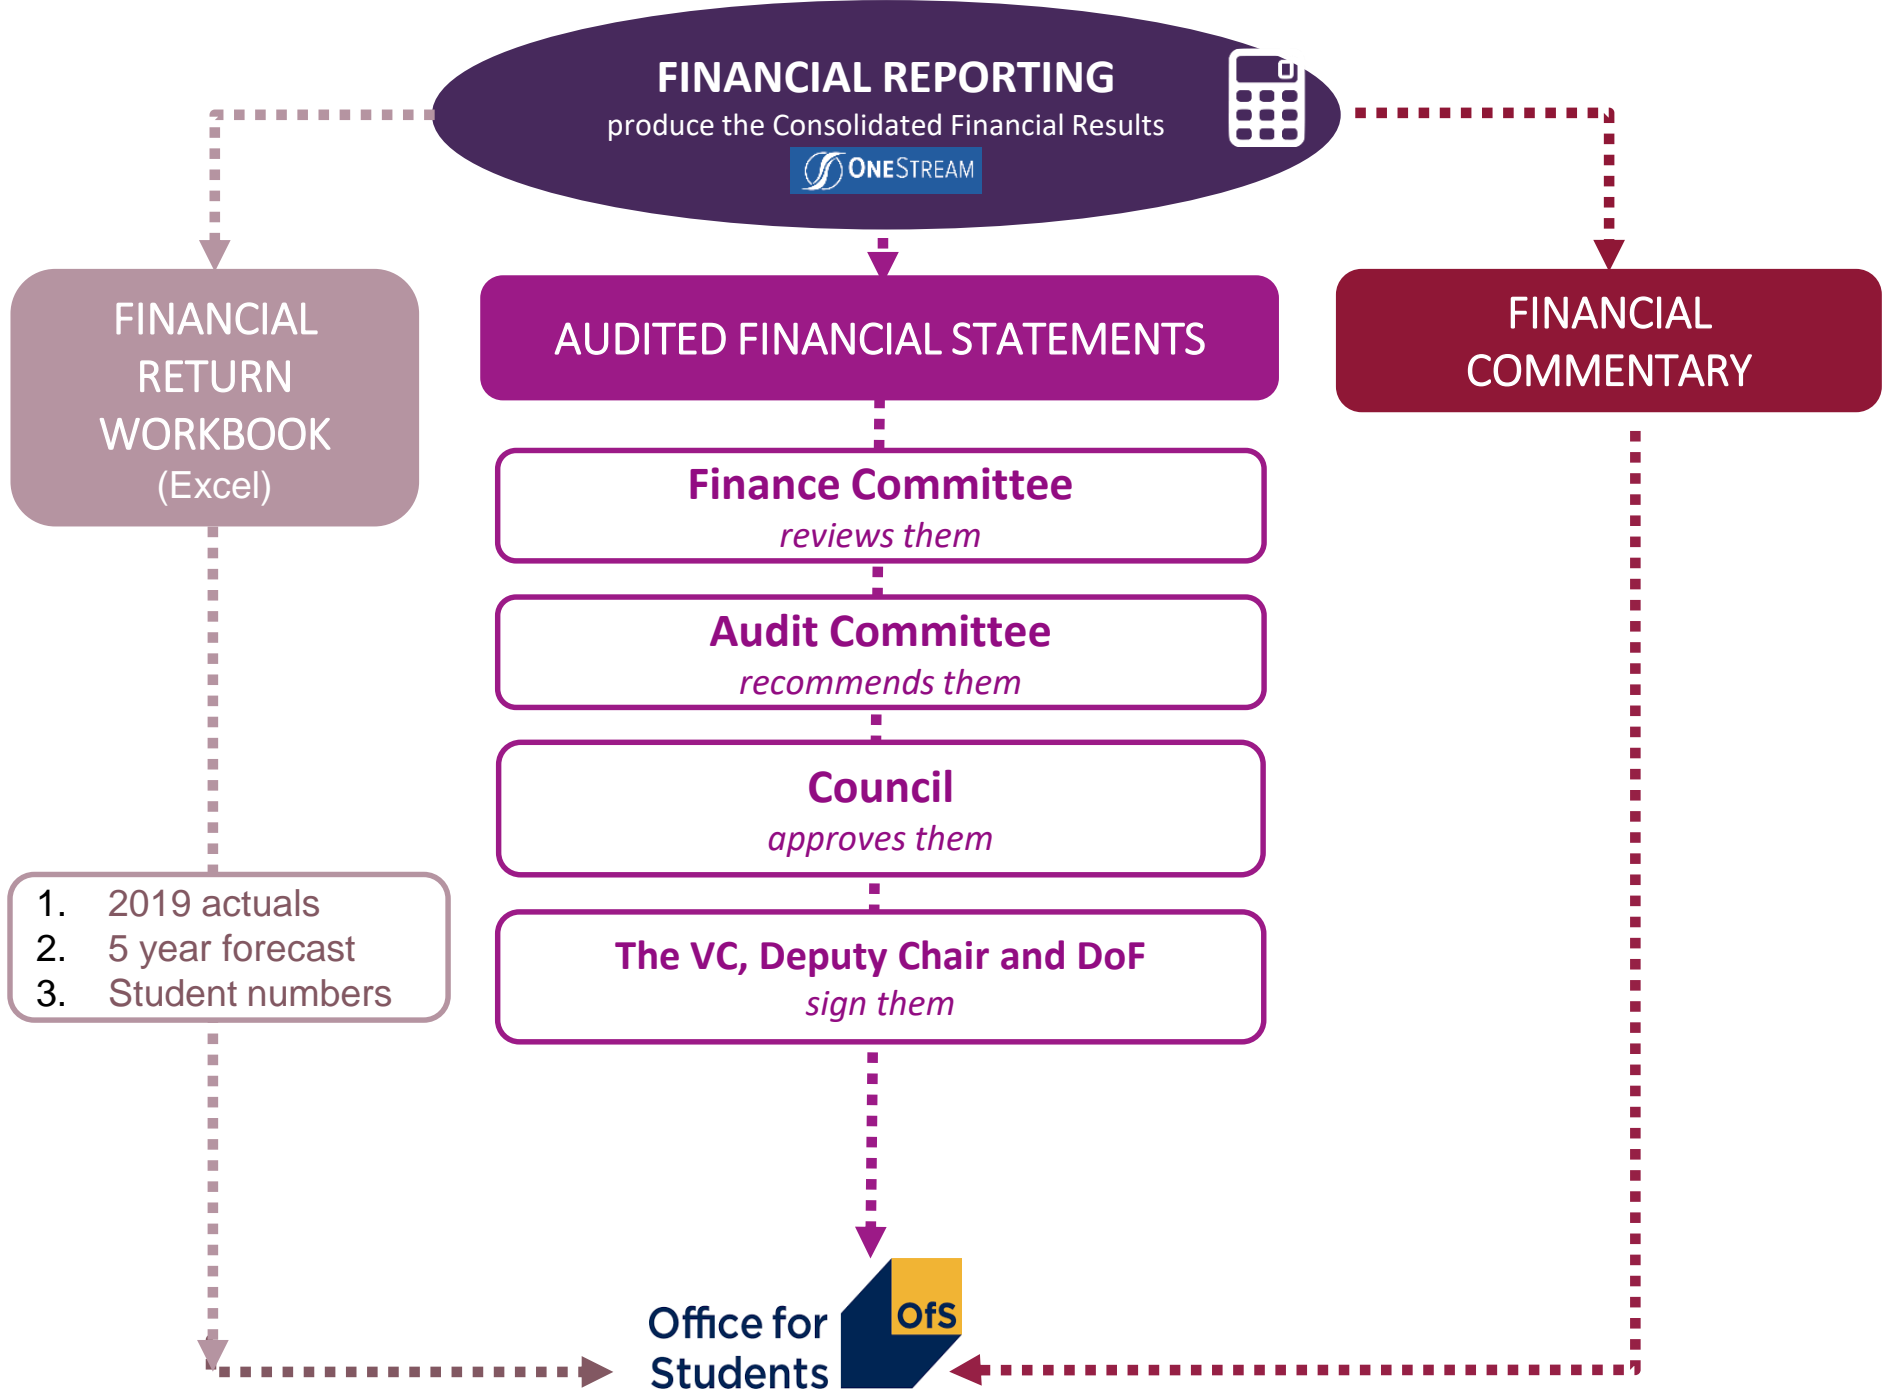 FINANCIAL REPORTING
produce the Consolidated Financial Results
ONESTREAM
FINANCIAL
RETURN
WORKBOOK
(Excel)
AUDITED FINANCIAL STATEMENTS
FINANCIAL
COMMENTARY
Finance Committee
reviews them
Audit Committee
recommends them
Council
approves them
The VC, Deputy Chair and DoF
sign them
1. 2019 actuals
2. 5 year forecast
3. Student numbers
Office for
Students
OfS